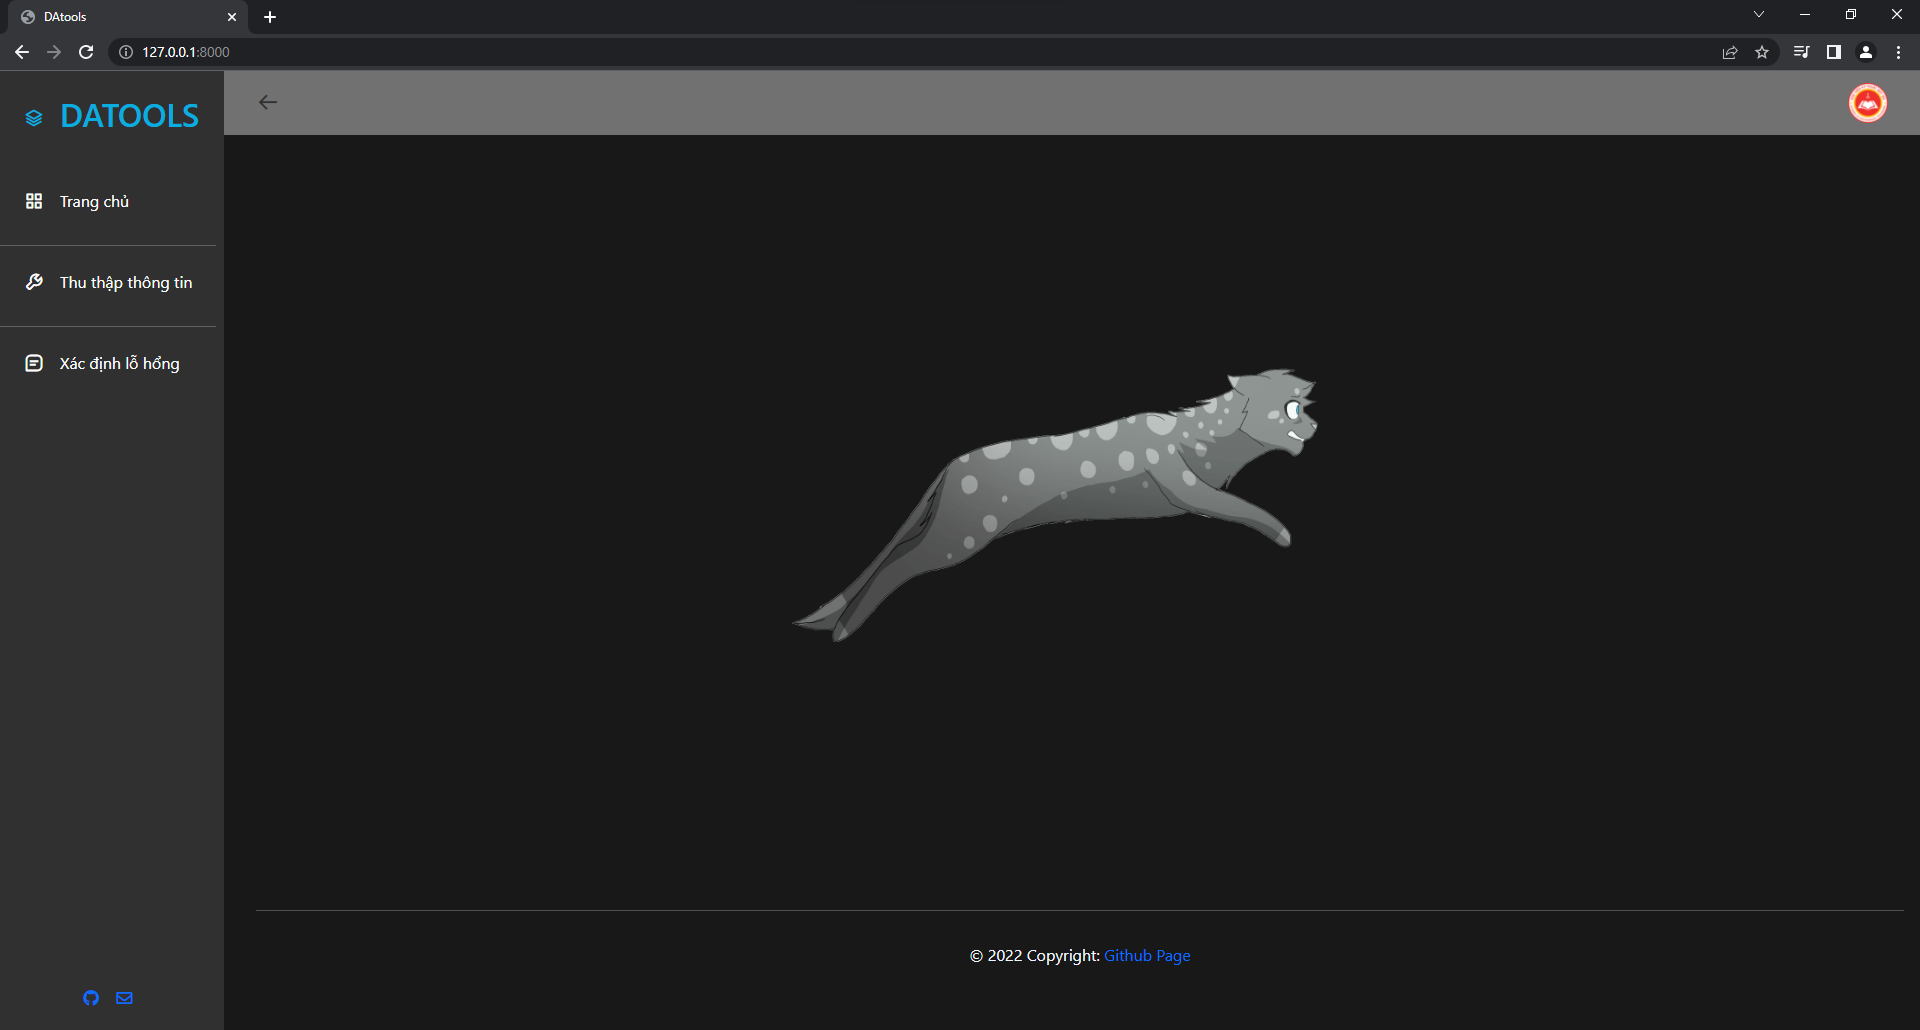 DAtools
127.0.0.1:8000
DATOOLS
Trang chủ
Thu thập thông tin
Xác định lỗ hổng
© 2022 Copyright: Github Page